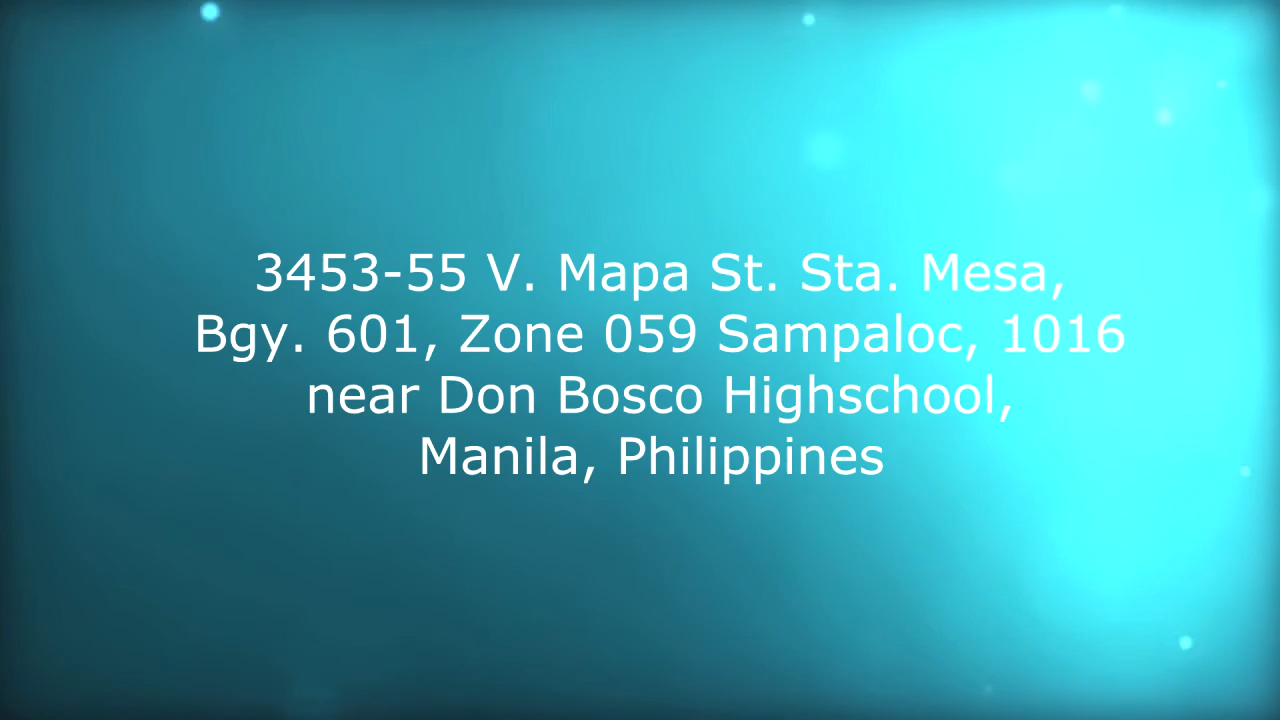 3453-55 V. Mapa St. Sta. Mesa,
Bgy. 601, Zone 059 Sampaloc, 1016
near Don Bosco Highschool,
Manila, Philippines